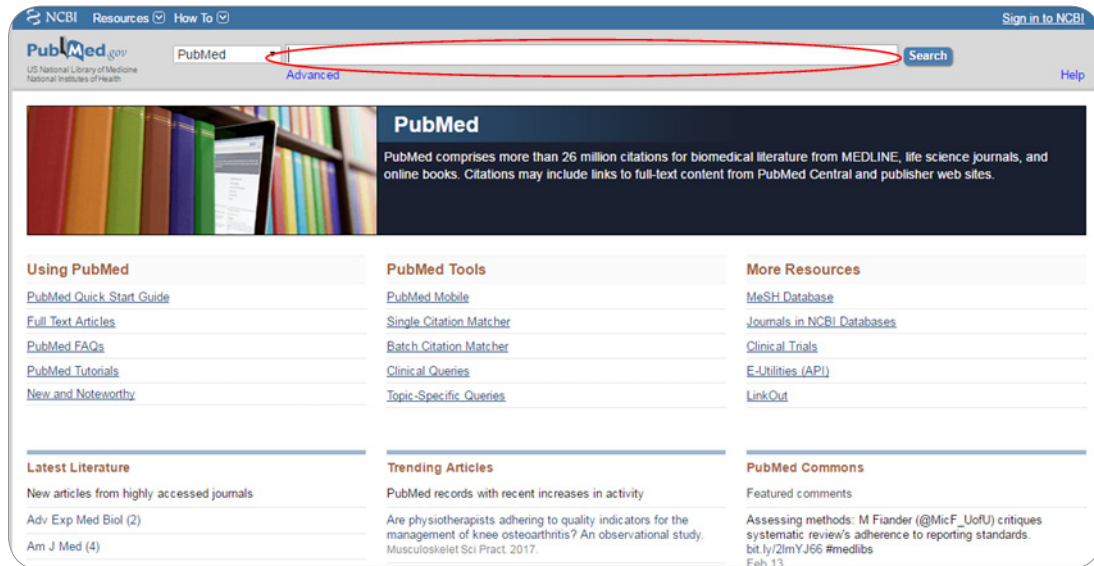 NCBI Resources How To Sign in to NCBI
PubMed.gov
US National Library of Medicine
National Institutes of Health
PubMed
Search
Advanced
Help
PubMed
PubMed comprises more than 26 million citations for biomedical literature from MEDLINE, life science journals, and
online books. Citations may include links to full-text content from PubMed Central and publisher web sites.
Using PubMed
PubMed Quick Start Guide
Full Text Articles
PubMed FAQs
PubMed Tutorials
New and Noteworthy
PubMed Tools
PubMed Mobile
Single Citation Matcher
Batch Citation Matcher
Clinical Queries
Topic-Specific Queries
More Resources
MeSH Database
Journals in NCBI Databases
Clinical Trials
E-Utilities (API)
LinkOut
Latest Literature
New articles from highly accessed journals
Adv Exp Med Biol (2)
Am J Med (4)
Trending Articles
PubMed records with recent increases in activity
Are physiotherapists adhering to quality indicators for the
management of knee osteoarthritis? An observational study.
Musculoskelet Sci Pract. 2017.
PubMed Commons
Featured comments
Assessing methods: M Fiander (@MicF_UofU) critiques
systematic review's adherence to reporting standards.
bit.ly/2lmYJ66 #medlibs
Feb 13